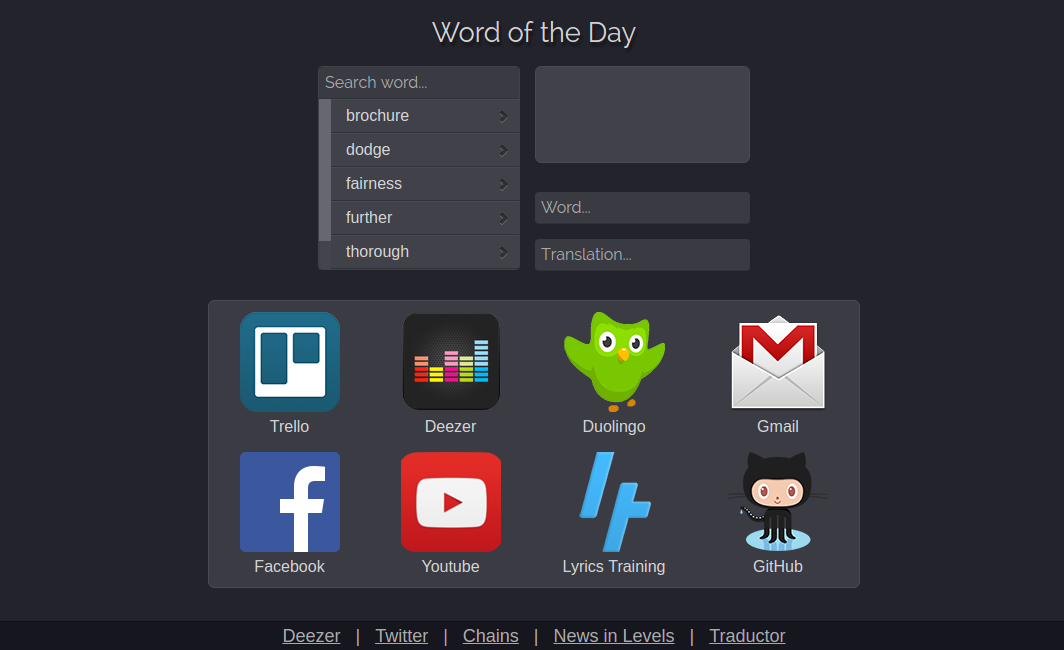 Word of the Day
Search word...
brochure
dodge
fairness
further
thorough
Word...
Translation...
Trello
Deezer
Duolingo
Gmail
Facebook
Youtube
Lyrics Training
GitHub
Deezer | Twitter | Chains | News in Levels | Traductor